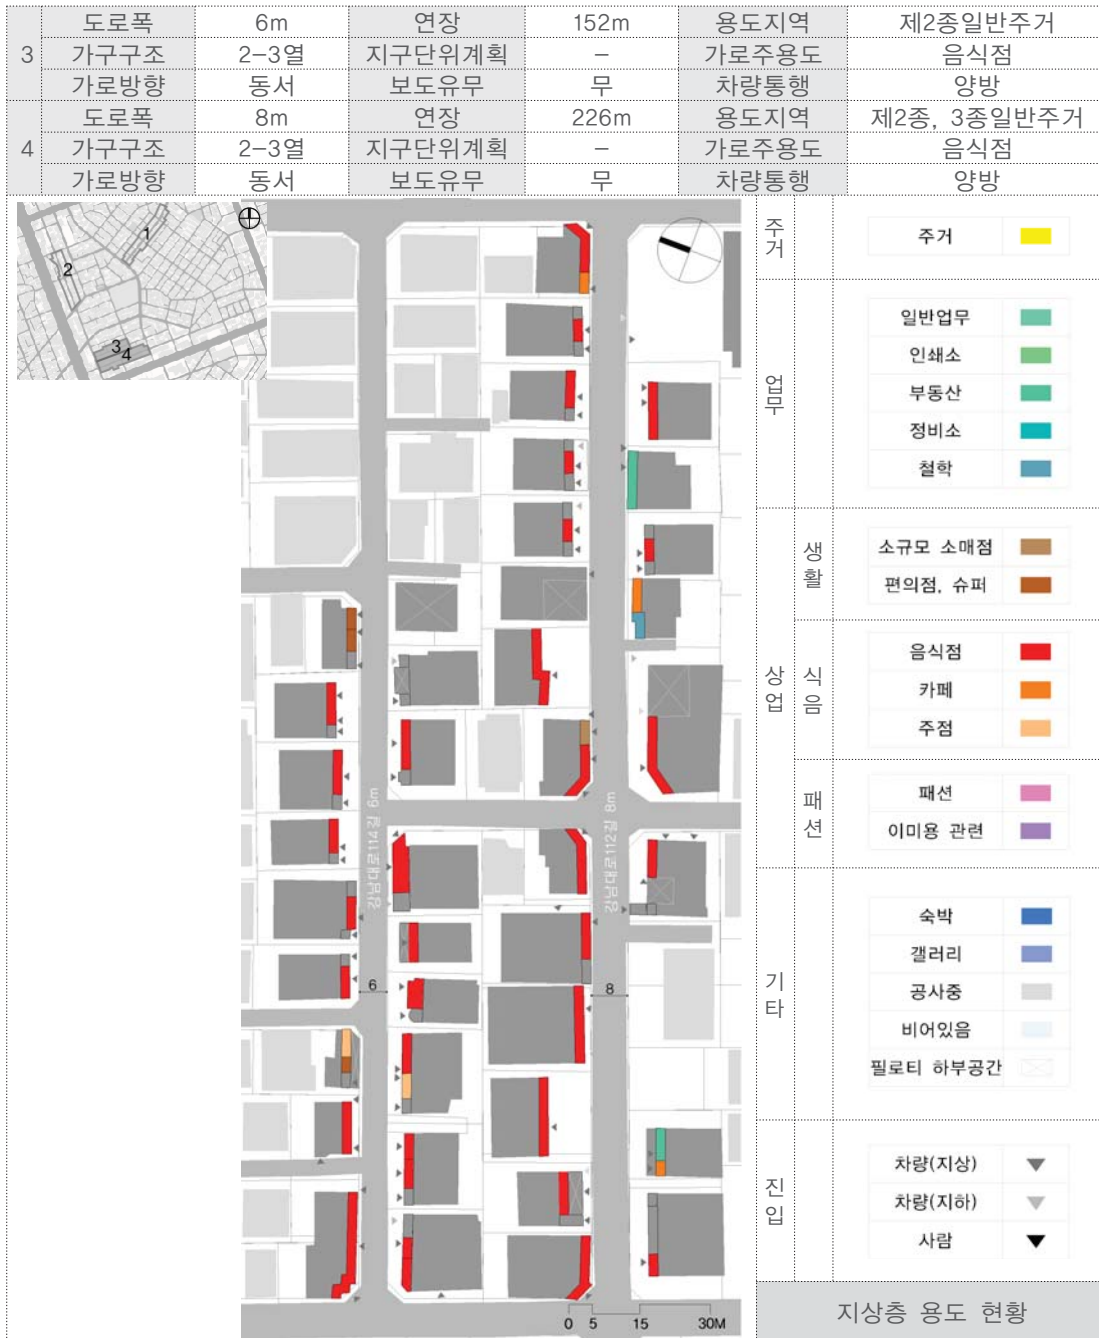 3 도로폭 6m 연장 152m 용도지역 제2종일반주거
가구구조 2-3열 지구단위계획 - 가로주용도 음식점
가로방향 동서 보도유무 무 차량통행 양방
4 도로폭 8m 연장 226m 용도지역 제2종, 3종일반주거
가구구조 2-3열 지구단위계획 - 가로주용도 음식점
가로방향 동서 보도유무 무 차량통행 양방
1
2
3
4
강남대로114길 6m
강남대로112길 8m
6
8
0 5 15 30M
주거
주거
업무
일반업무
인쇄소
부동산
정비소
철학
상업
생활
소규모 소매점
편의점, 슈퍼
식음
음식점
카페
주점
패션
패션
이미용 관련
기타
숙박
갤러리
공사중
비어있음
필로티 하부공간
진입
차량(지상)
차량(지하)
사람
지상층 용도 현황